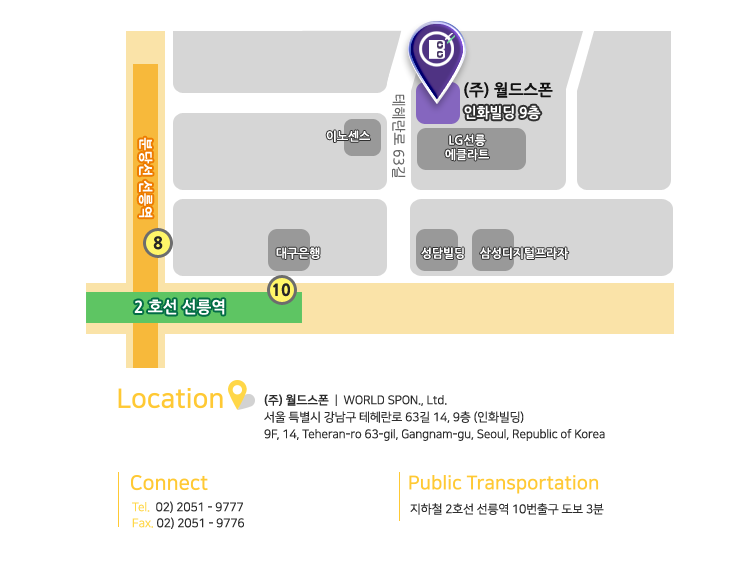 (주) 월드스폰
인화빌딩 9층
테헤란로 63길
이노센스
LG선릉
에클라트
분당선 선릉역
8
대구은행
성담빌딩
삼성디지털프라자
10
2 호선 선릉역
Location
(주) 월드스폰 | WORLD SPON., Ltd.
서울 특별시 강남구 테헤란로 63길 14, 9층 (인화빌딩)
9F, 14, Teheran-ro 63-gil, Gangnam-gu, Seoul, Republic of Korea
Connect
Tel. 02) 2051 - 9777
Fax. 02) 2051 - 9776
Public Transportation
지하철 2호선 선릉역 10번출구 도보 3분